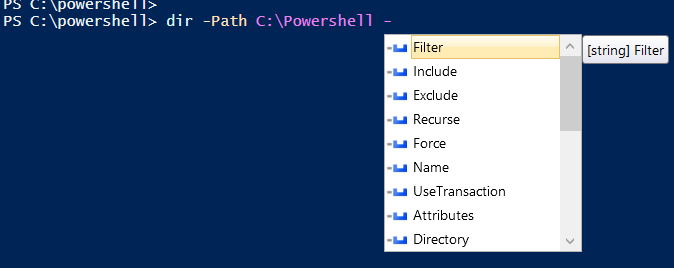 PS C:\powershell>
PS C:\powershell> dir -Path C:\Powershell -
Filter
[string] Filter
Include
Exclude
Recurse
Force
Name
UseTransaction
Attributes
Directory